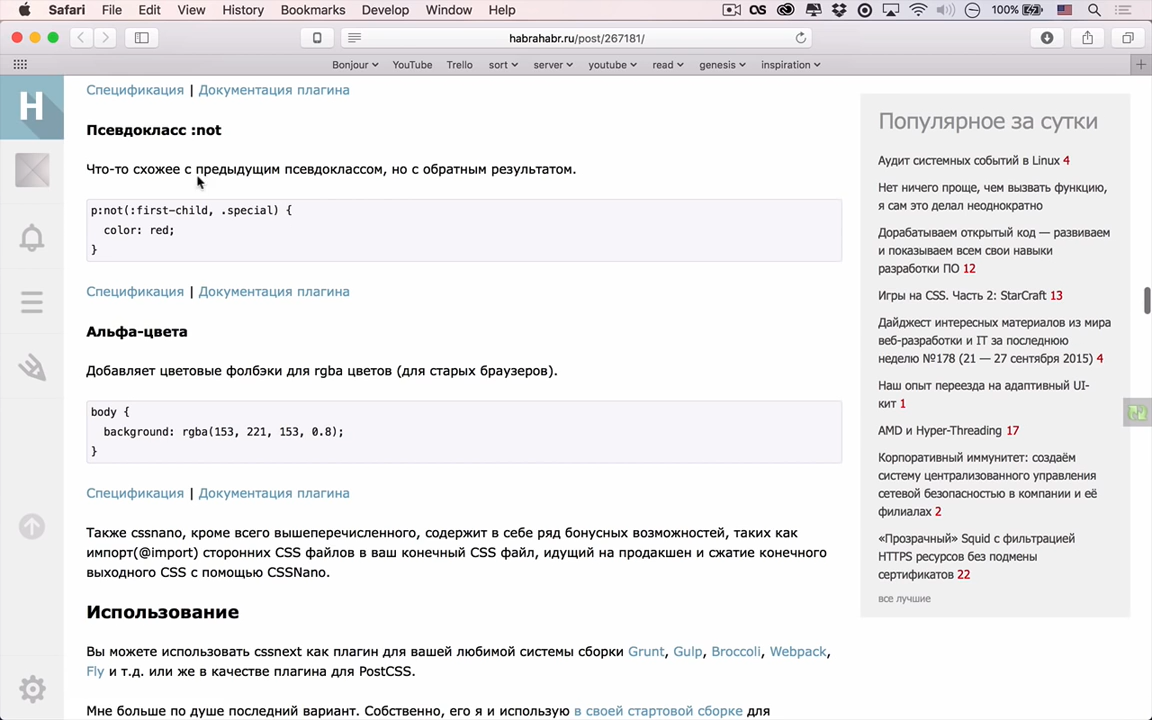 Safari File Edit View History Bookmarks Develop Window Help 100%
habrahabr.ru/post/267181/
Bonjour YouTube Trello sort server youtube read genesis inspiration
H
Спецификация | Документация плагина
Псевдокласс :not
Что-то схожее с предыдущим псевдоклассом, но с обратным результатом.
p:not(:first-child, .special) {
color: red;
}
Спецификация | Документация плагина
Альфа-цвета
Добавляет цветовые фолбэки для rgba цветов (для старых браузеров).
body {
background: rgba(153, 221, 153, 0.8);
}
Спецификация | Документация плагина
Также cssnano, кроме всего вышеперечисленного, содержит в себе ряд бонусных возможностей, таких как
импорт(@import) сторонних CSS файлов в ваш конечный CSS файл, идущий на продакшен и сжатие конечного
выходного CSS с помощью CSSNano.
Использование
Вы можете использовать cssnext как плагин для вашей любимой системы сборки Grunt, Gulp, Broccoli, Webpack,
Fly и т.д. или же в качестве плагина для PostCSS.
Мне больше по душе последний вариант. Собственно, его я и использую в своей стартовой сборке для
Популярное за сутки
Аудит системных событий в Linux 4
Нет ничего проще, чем вызвать функцию,
я сам это делал неоднократно
Дорабатываем открытый код — развиваем
и показываем всем свои навыки
разработки ПО 12
Игры на CSS. Часть 2: StarCraft 13
Дайджест интересных материалов из мира
веб-разработки и IT за последнюю
неделю №178 (21 — 27 сентября 2015) 4
Наш опыт переезда на адаптивный UI-
кит 1
AMD и Hyper-Threading 17
Корпоративный иммунитет: создаём
систему централизованного управления
сетевой безопасностью в компании и её
филиалах 2
«Прозрачный» Squid с фильтрацией
HTTPS ресурсов без подмены
сертификатов 22
все лучшие